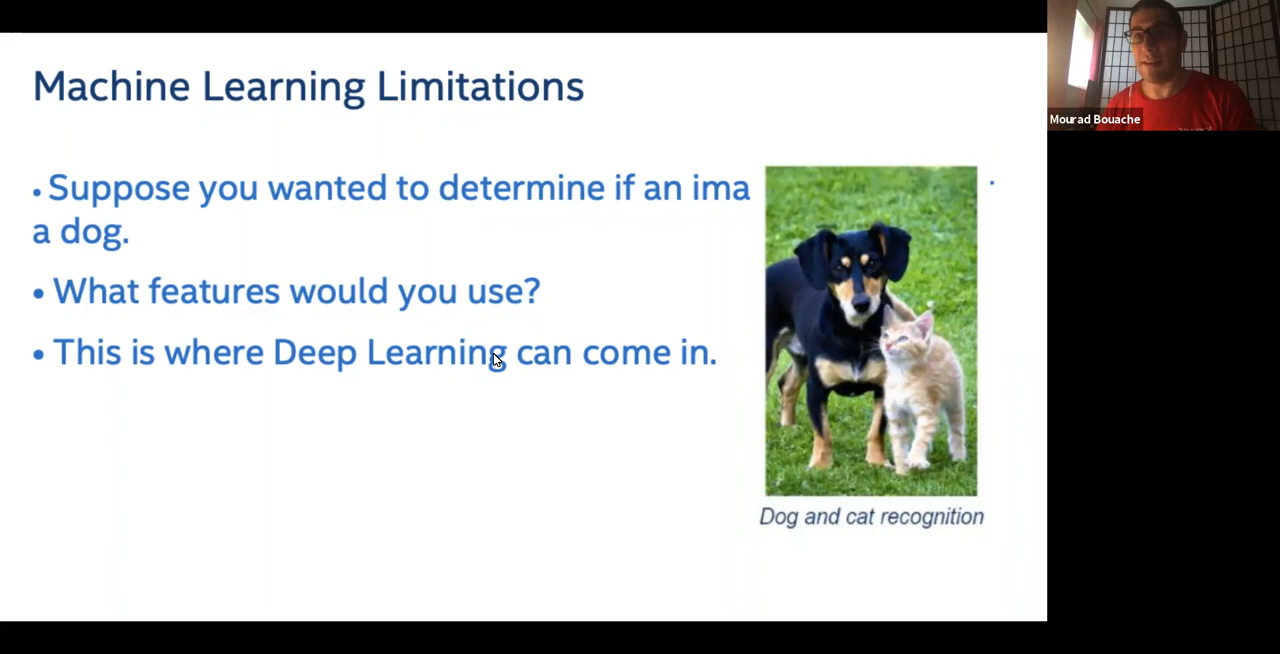 Machine Learning Limitations
• Suppose you wanted to determine if an ima
a dog.
• What features would you use?
• This is where Deep Learning can come in.
Dog and cat recognition
Mourad Bouache